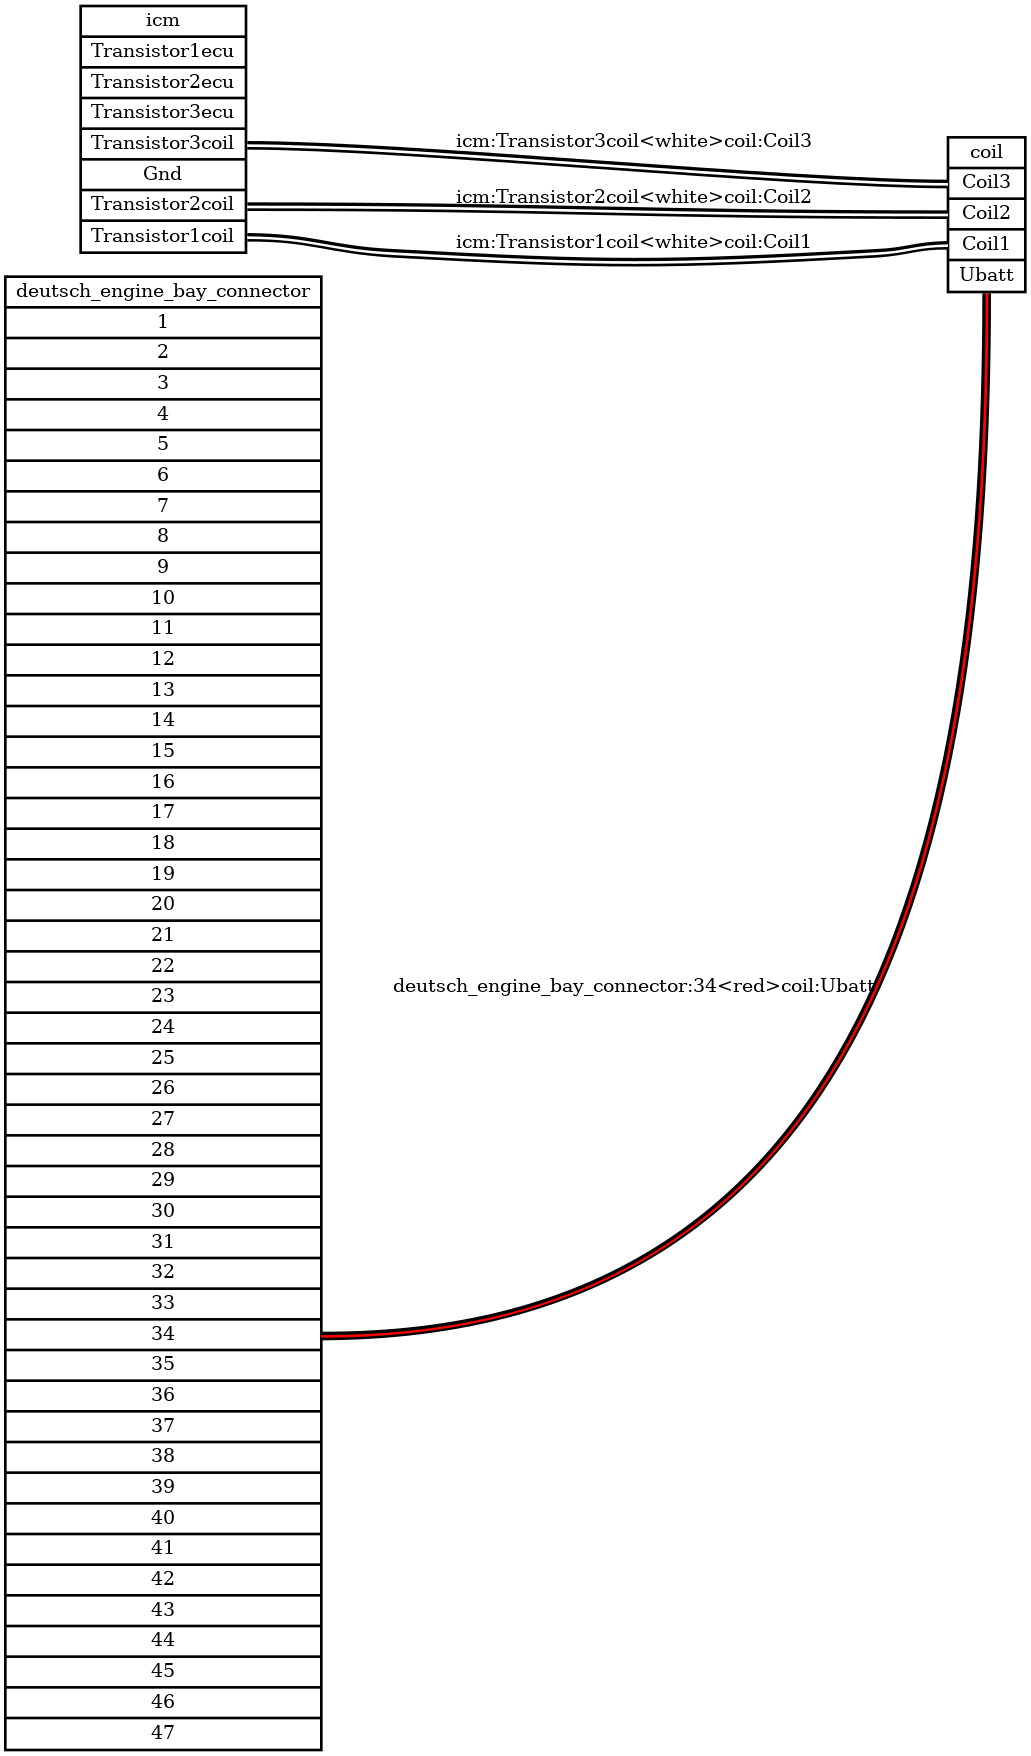 icm
Transistor1ecu
Transistor2ecu
Transistor3ecu
Transistor3coil
Gnd
Transistor2coil
Transistor1coil
icm:Transistor3coil<white>coil:Coil3
icm:Transistor2coil<white>coil:Coil2
icm:Transistor1coil<white>coil:Coil1
coil
Coil3
Coil2
Coil1
Ubatt
deutsch_engine_bay_connector
1
2
3
4
5
6
7
8
9
10
11
12
13
14
15
16
17
18
19
20
21
22
23
24
25
26
27
28
29
30
31
32
33
34
35
36
37
38
39
40
41
42
43
44
45
46
47
deutsch_engine_bay_connector:34<red>coil:Ubatt